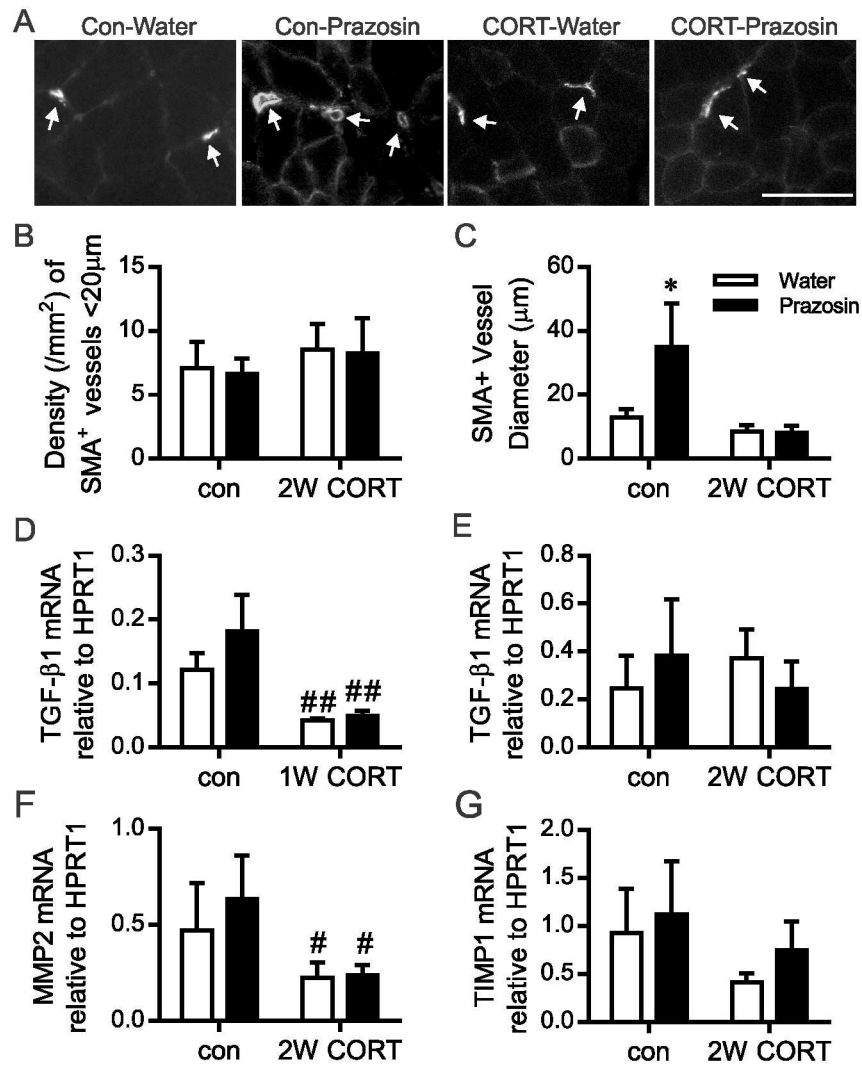 A
Con-Water Con-Prazosin CORT-Water CORT-Prazosin
B
Density (/mm²) of
SMA⁺ vessels <20μm
15
10
5
0
con 2W CORT
C
SMA+ Vessel
Diameter (μm)
60
40
20
0
*
Water
Prazosin
con 2W CORT
D
TGF-β1 mRNA
relative to HPRT1
0.3
0.2
0.1
0.0
## ##
con 1W CORT
E
TGF-β1 mRNA
relative to HPRT1
0.8
0.6
0.4
0.2
0.0
con 2W CORT
F
MMP2 mRNA
relative to HPRT1
1.0
0.5
0.0
# #
con 2W CORT
G
TIMP1 mRNA
relative to HPRT1
2.0
1.5
1.0
0.5
0.0
con 2W CORT